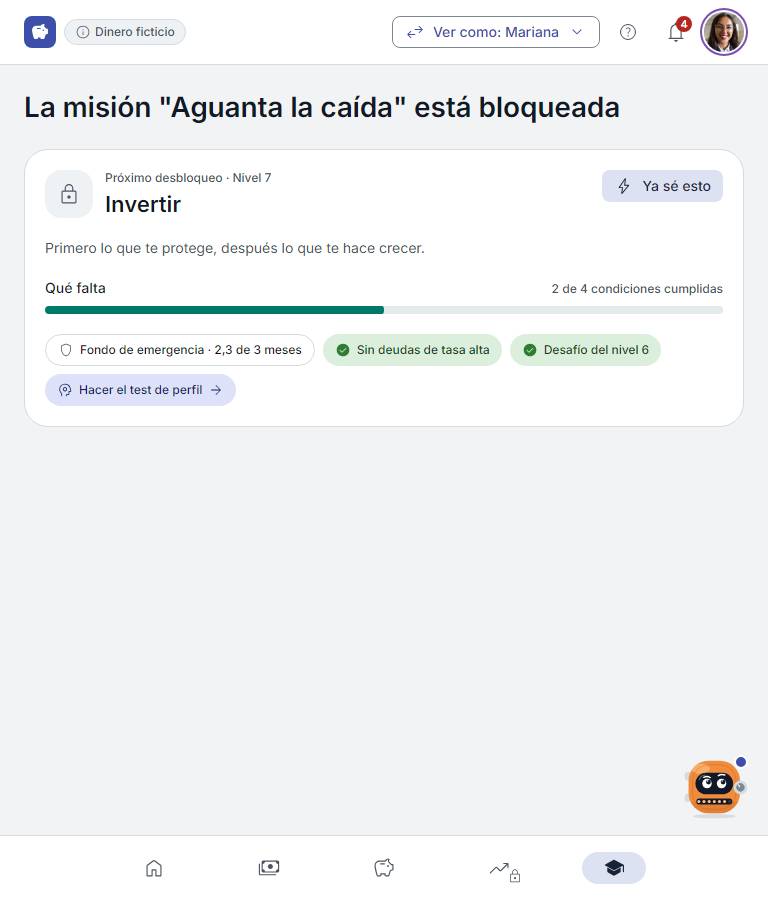 Dinero ficticio
Ver como: Mariana
4
La misión "Aguanta la caída" está bloqueada
Próximo desbloqueo · Nivel 7
Invertir
Ya sé esto
Primero lo que te protege, después lo que te hace crecer.
Qué falta
2 de 4 condiciones cumplidas
Fondo de emergencia · 2,3 de 3 meses
Sin deudas de tasa alta
Desafío del nivel 6
Hacer el test de perfil